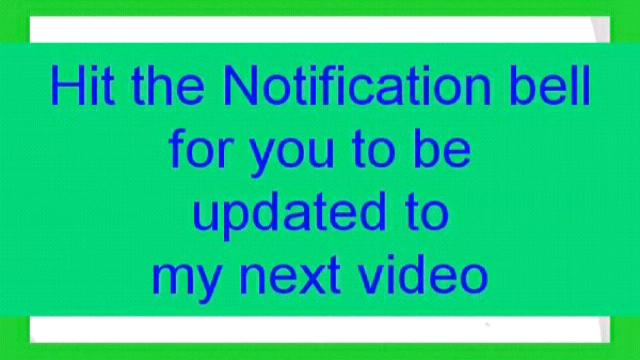 Hit the Notification bell
for you to be
updated to
my next video